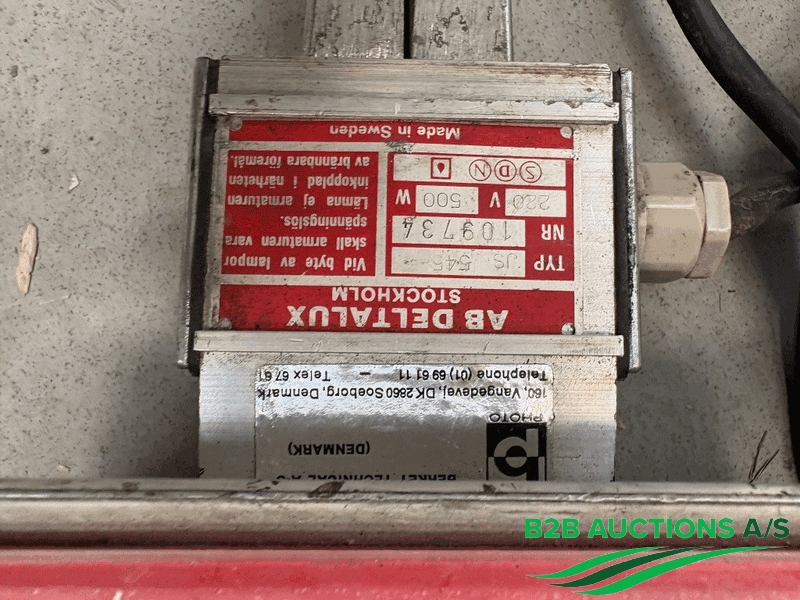 AB DELTALUX
STOCKHOLM
TYP JS 545
NR 109734
220 V 500 W
S D N
Vid byte av lampor
skall armaturen vara
spänningslös.
Lämna ej armaturen
inkopplad i närheten
av brännbara föremål.
Made in Sweden
(DENMARK)
PHOTO
160, Vangedevej, DK 2860 Soeborg, Denmark
Telephone (01) 69 61 11, — Telex 67 61
B2B AUCTIONS A/S